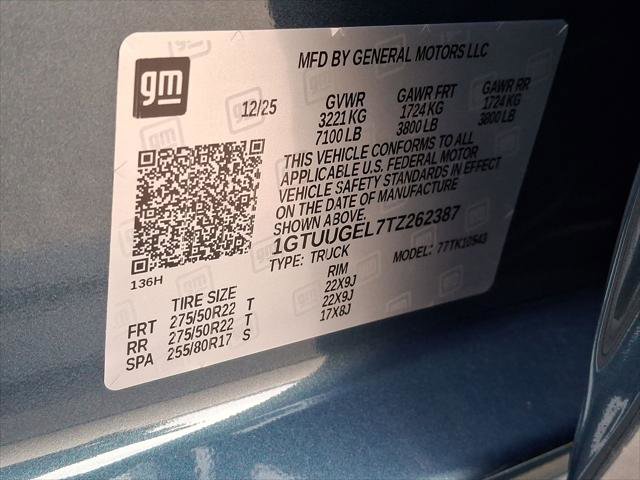 MFD BY GENERAL MOTORS LLC
gm
12/25 GVWR GAWR FRT GAWR RR
3221 KG 1724 KG 1724 KG
7100 LB 3800 LB 3800 LB
THIS VEHICLE CONFORMS TO ALL
APPLICABLE U.S. FEDERAL MOTOR
VEHICLE SAFETY STANDARDS IN EFFECT
ON THE DATE OF MANUFACTURE
SHOWN ABOVE.
1GTUUGEL7TZ262387
TYPE: TRUCK MODEL: 77TK10543
136H
TIRE SIZE RIM
FRT 275/50R22 T 22X9J
RR 275/50R22 T 22X9J
SPA 255/80R17 S 17X8J